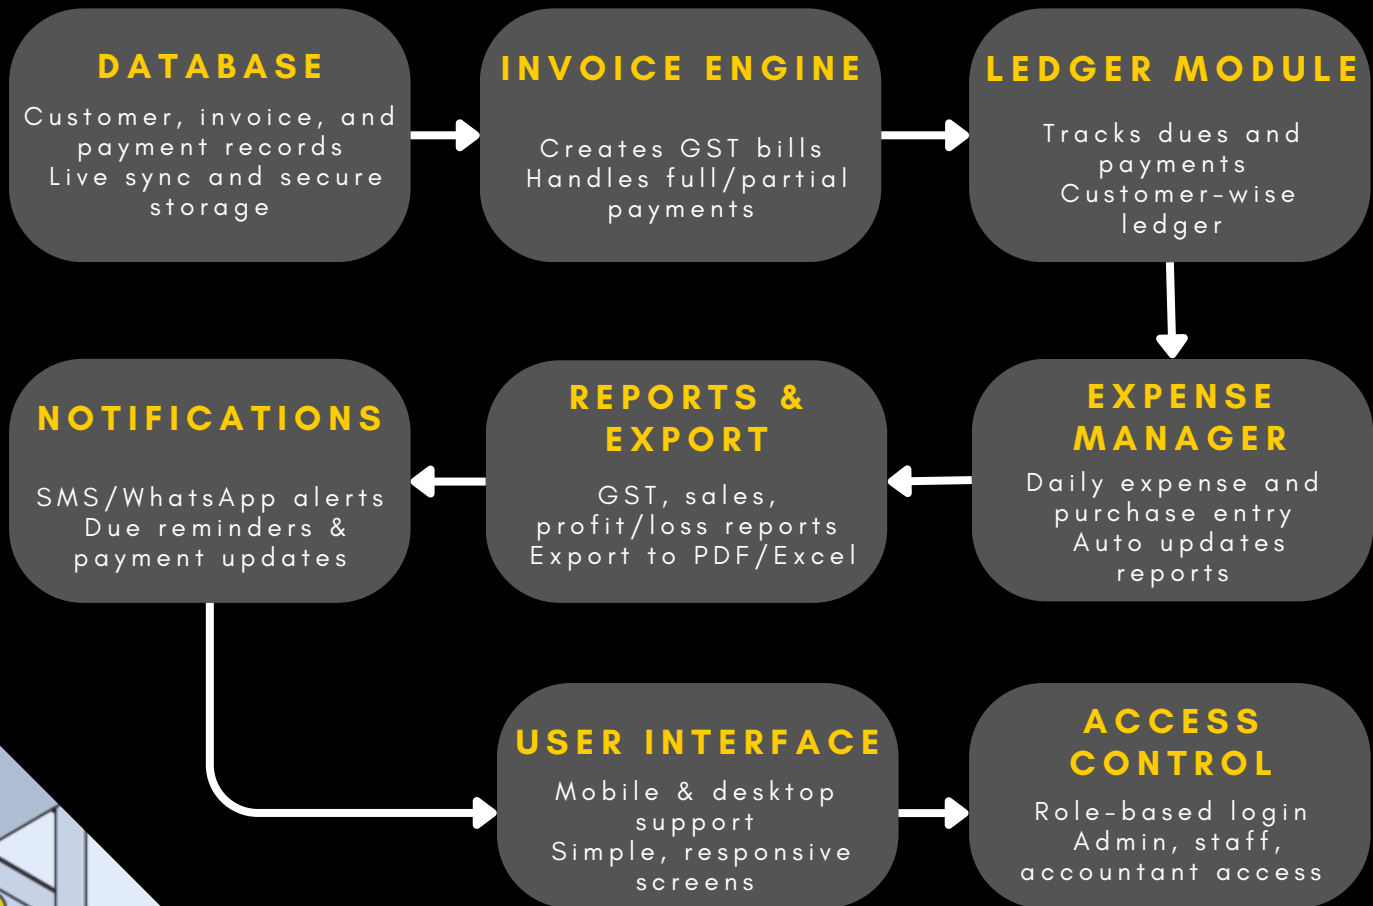 DATABASE
Customer, invoice, and
payment records
Live sync and secure
storage
INVOICE ENGINE
Creates GST bills
Handles full/partial
payments
LEDGER MODULE
Tracks dues and
payments
Customer-wise
ledger
EXPENSE
MANAGER
Daily expense and
purchase entry
Auto updates
reports
REPORTS &
EXPORT
GST, sales,
profit/loss reports
Export to PDF/Excel
NOTIFICATIONS
SMS/WhatsApp alerts
Due reminders &
payment updates
USER INTERFACE
Mobile & desktop
support
Simple, responsive
screens
ACCESS
CONTROL
Role-based login
Admin, staff,
accountant access